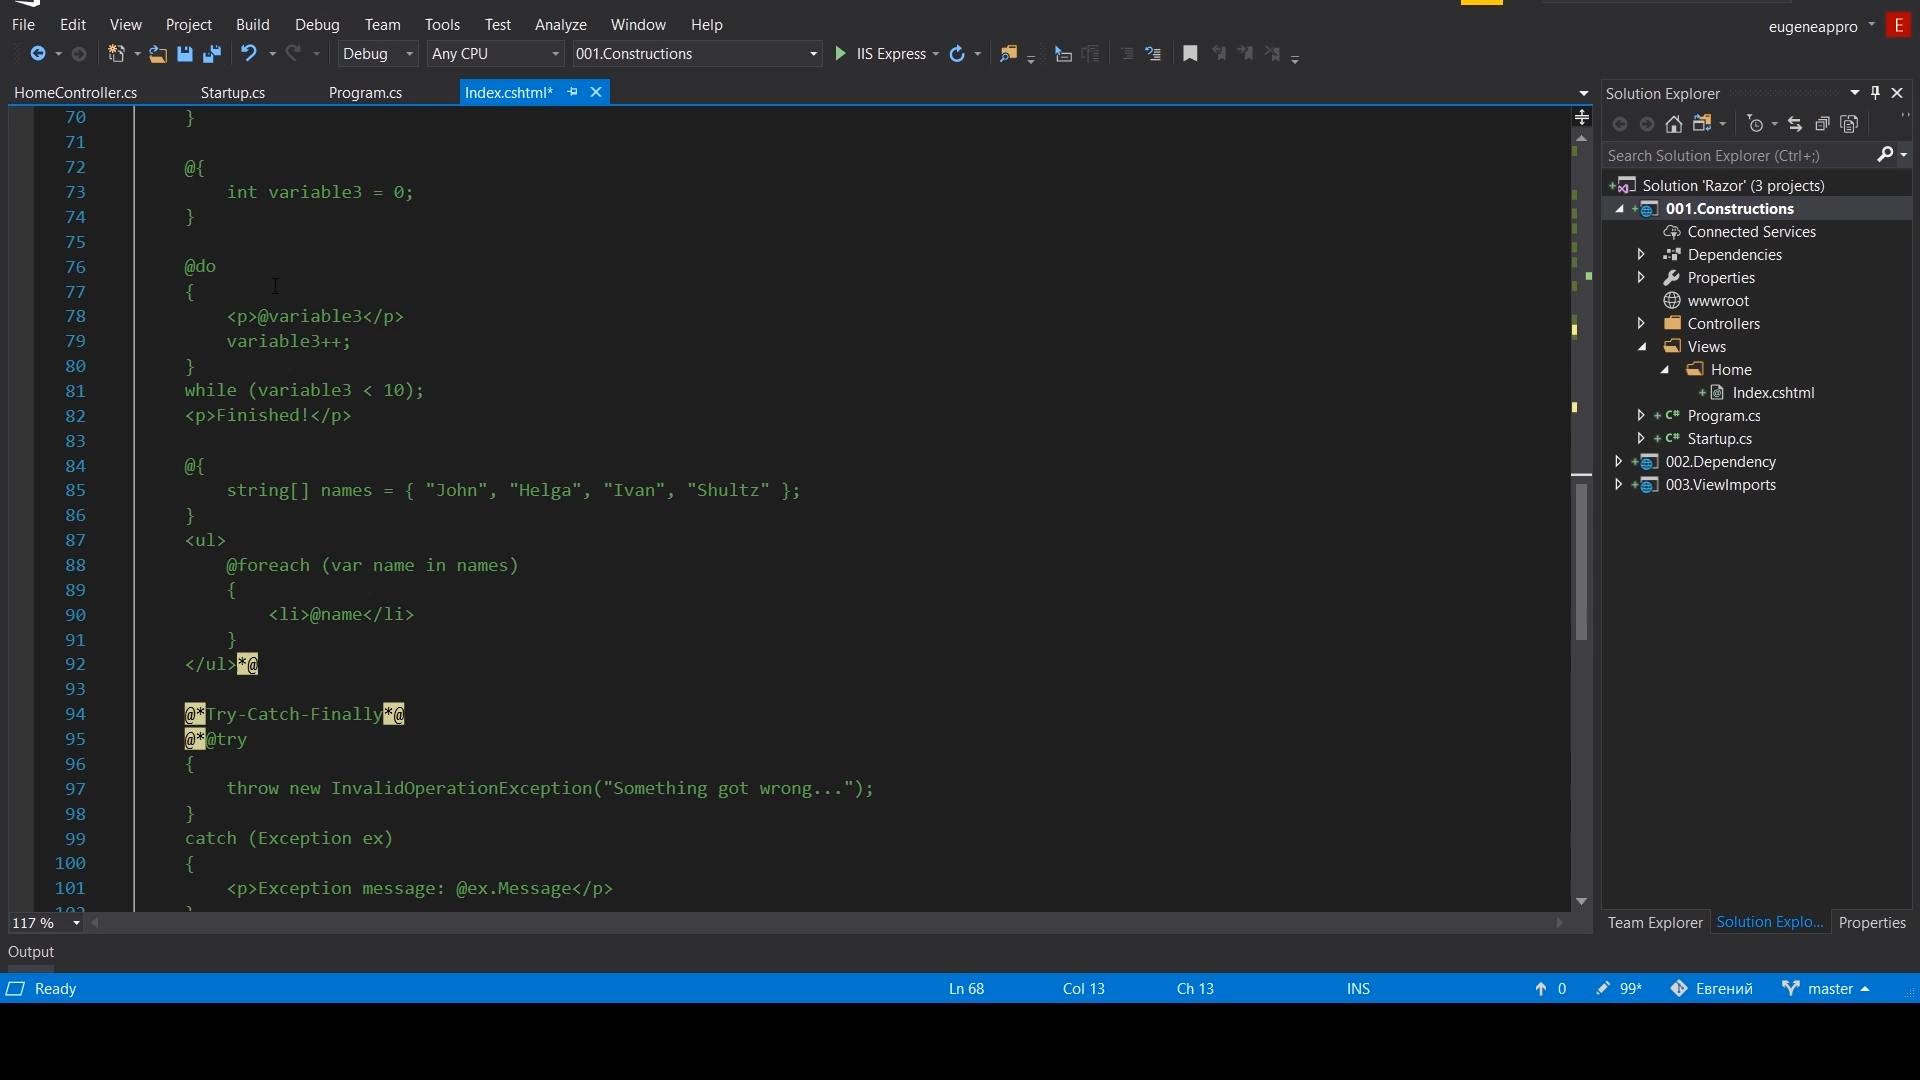 File Edit View Project Build Debug Team Tools Test Analyze Window Help
eugeneappro E
Debug Any CPU 001.Constructions IIS Express
HomeController.cs Startup.cs Program.cs Index.cshtml*
70 }
71
72 @{
73 int variable3 = 0;
74 }
75
76 @do
77 {
78 <p>@variable3</p>
79 variable3++;
80 }
81 while (variable3 < 10);
82 <p>Finished!</p>
83
84 @{
85 string[] names = { "John", "Helga", "Ivan", "Shultz" };
86 }
87 <ul>
88 @foreach (var name in names)
89 {
90 <li>@name</li>
91 }
92 </ul>*@
93
94 @*Try-Catch-Finally*@
95 @*@try
96 {
97 throw new InvalidOperationException("Something got wrong...");
98 }
99 catch (Exception ex)
100 {
101 <p>Exception message: @ex.Message</p>
117 %
Solution Explorer
Search Solution Explorer (Ctrl+;)
Solution 'Razor' (3 projects)
001.Constructions
Connected Services
Dependencies
Properties
wwwroot
Controllers
Views
Home
Index.cshtml
C# Program.cs
C# Startup.cs
002.Dependency
003.ViewImports
Team Explorer Solution Explo... Properties
Output
Ready Ln 68 Col 13 Ch 13 INS 0 99* Евгений master